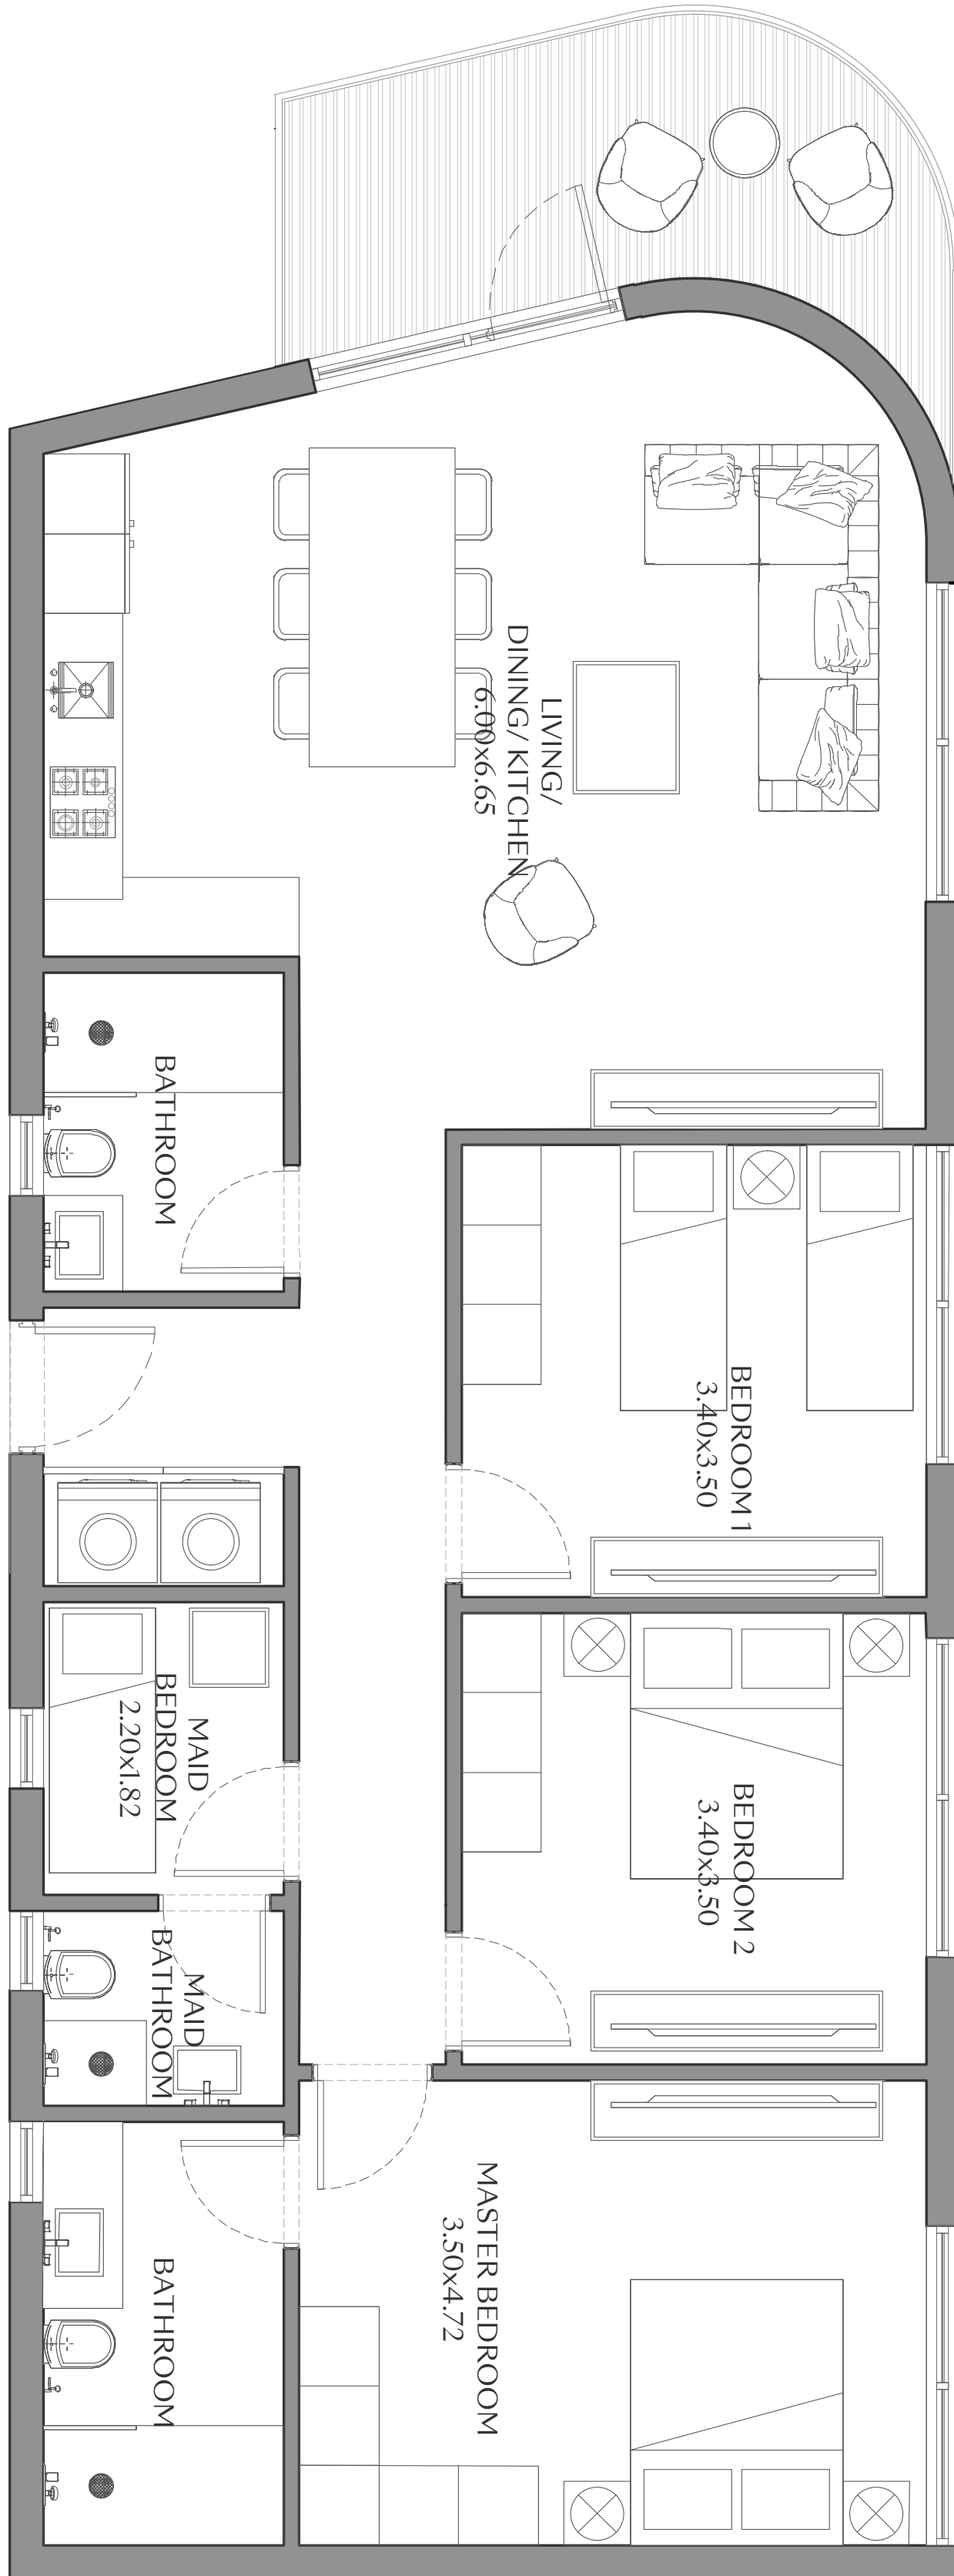 LIVING/
DINING/ KITCHEN
6.00x6.65
BATHROOM
BEDROOM 1
3.40x3.50
MAID
BEDROOM
2.20x1.82
BEDROOM 2
3.40x3.50
MAID
BATHROOM
MASTER BEDROOM
3.50x4.72
BATHROOM